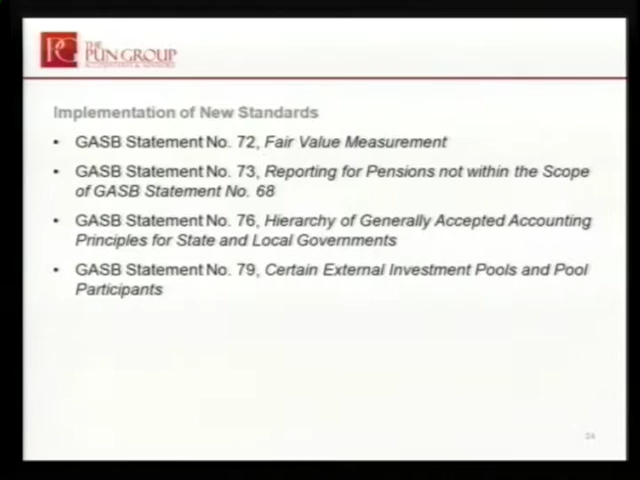 PG THE
PUN GROUP
ACCOUNTANTS & ADVISORS
Implementation of New Standards
• GASB Statement No. 72, Fair Value Measurement
• GASB Statement No. 73, Reporting for Pensions not within the Scope
of GASB Statement No. 68
• GASB Statement No. 76, Hierarchy of Generally Accepted Accounting
Principles for State and Local Governments
• GASB Statement No. 79, Certain External Investment Pools and Pool
Participants
24